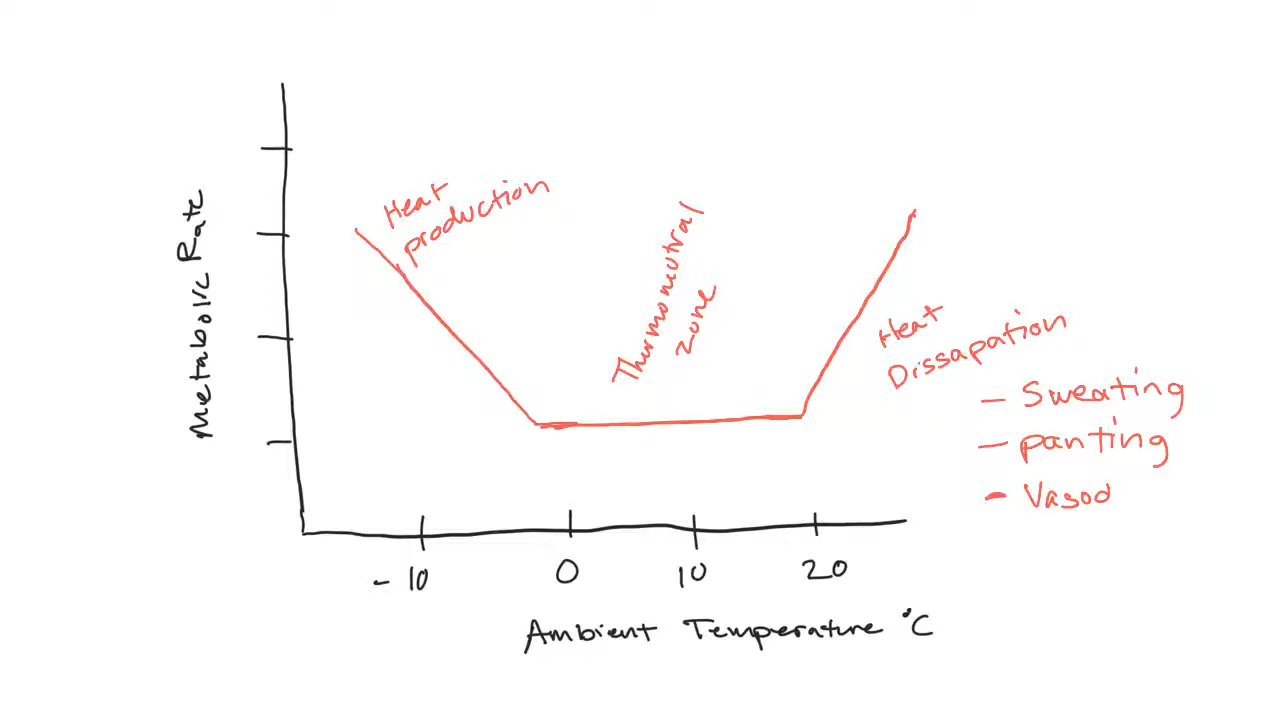 Heat
production
Thermoneutral
zone
Heat
Dissapation
- Sweating
- panting
- Vasod
Metabolic Rate
-10
0
10
20
Ambient Temperature °C